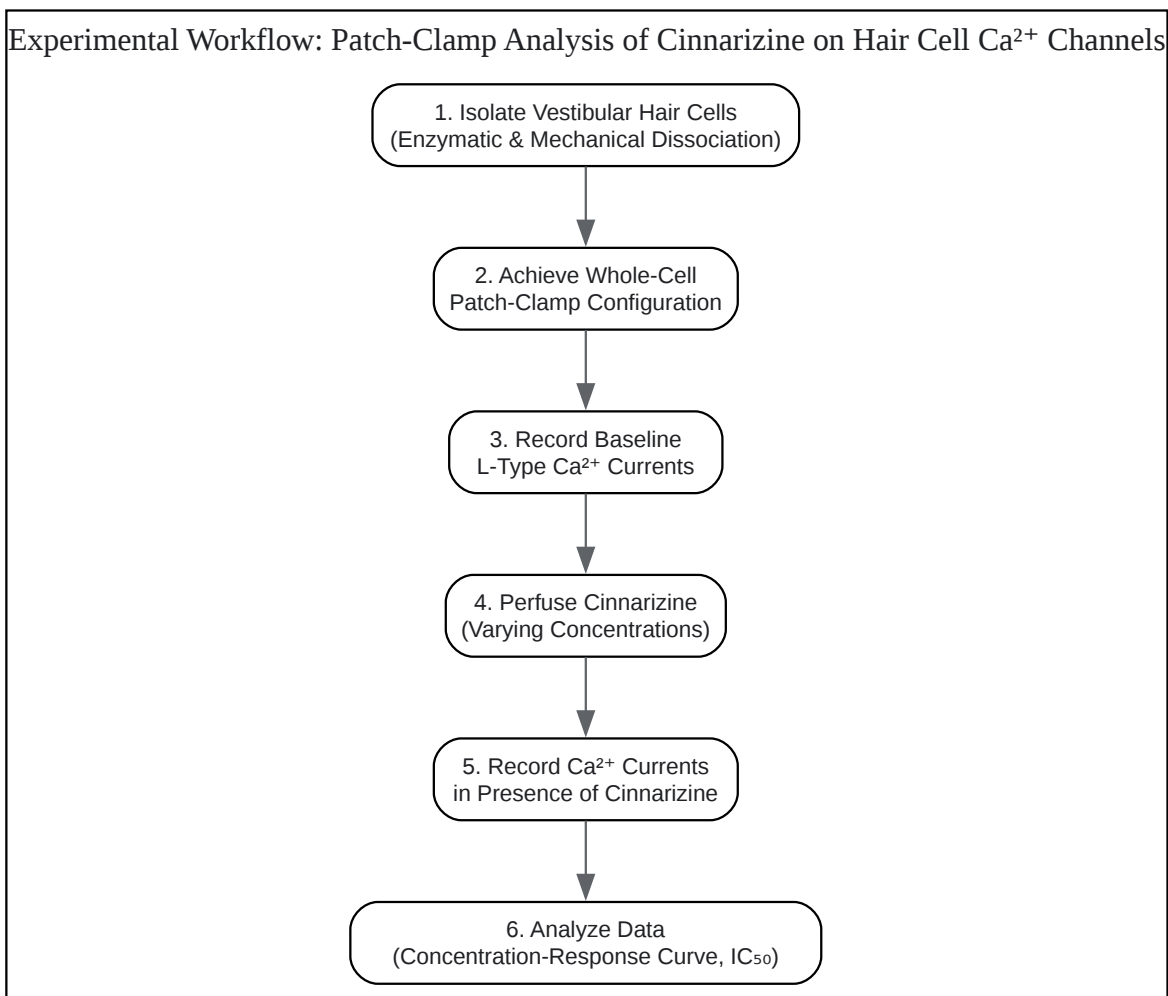 Experimental Workflow: Patch-Clamp Analysis of Cinnarizine on Hair Cell Ca²⁺ Channels
1. Isolate Vestibular Hair Cells
(Enzymatic & Mechanical Dissociation)
2. Achieve Whole-Cell
Patch-Clamp Configuration
3. Record Baseline
L-Type Ca²⁺ Currents
4. Perfuse Cinnarizine
(Varying Concentrations)
5. Record Ca²⁺ Currents
in Presence of Cinnarizine
6. Analyze Data
(Concentration-Response Curve, IC₅₀)